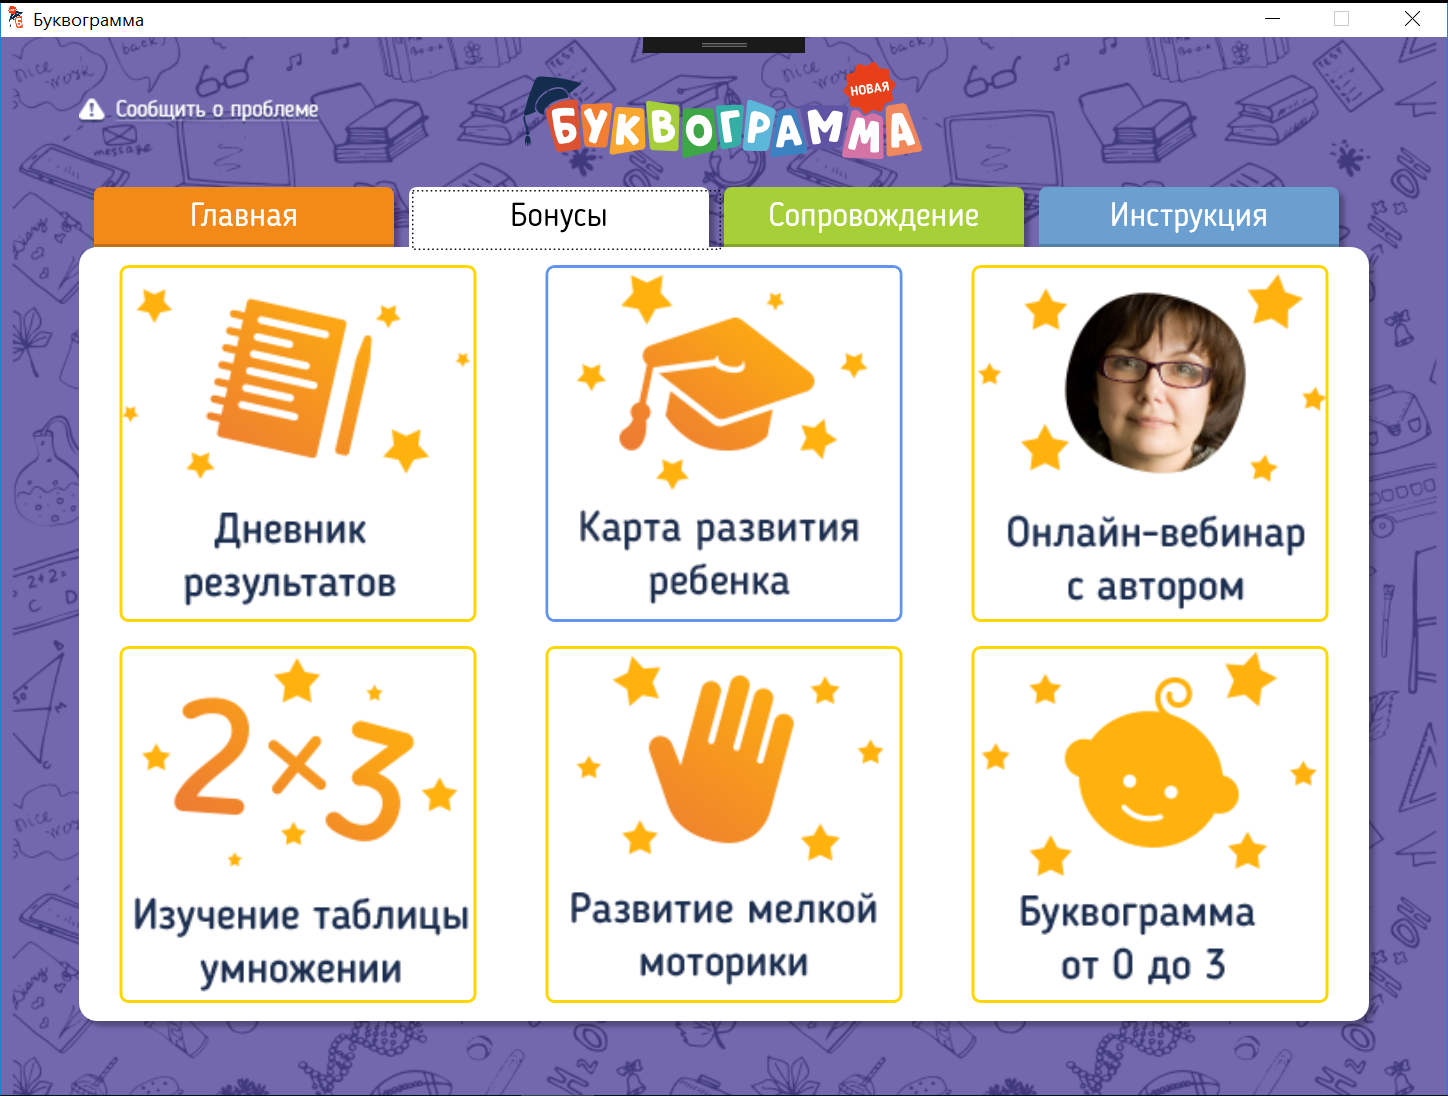 Буквограмма
Сообщить о проблеме
НОВАЯ
БУКВОГРАММА
Главная
Бонусы
Сопровождение
Инструкция
Дневник
результатов
Карта развития
ребенка
Онлайн-вебинар
с автором
2×3
Изучение таблицы
умножении
Развитие мелкой
моторики
Буквограмма
от 0 до 3